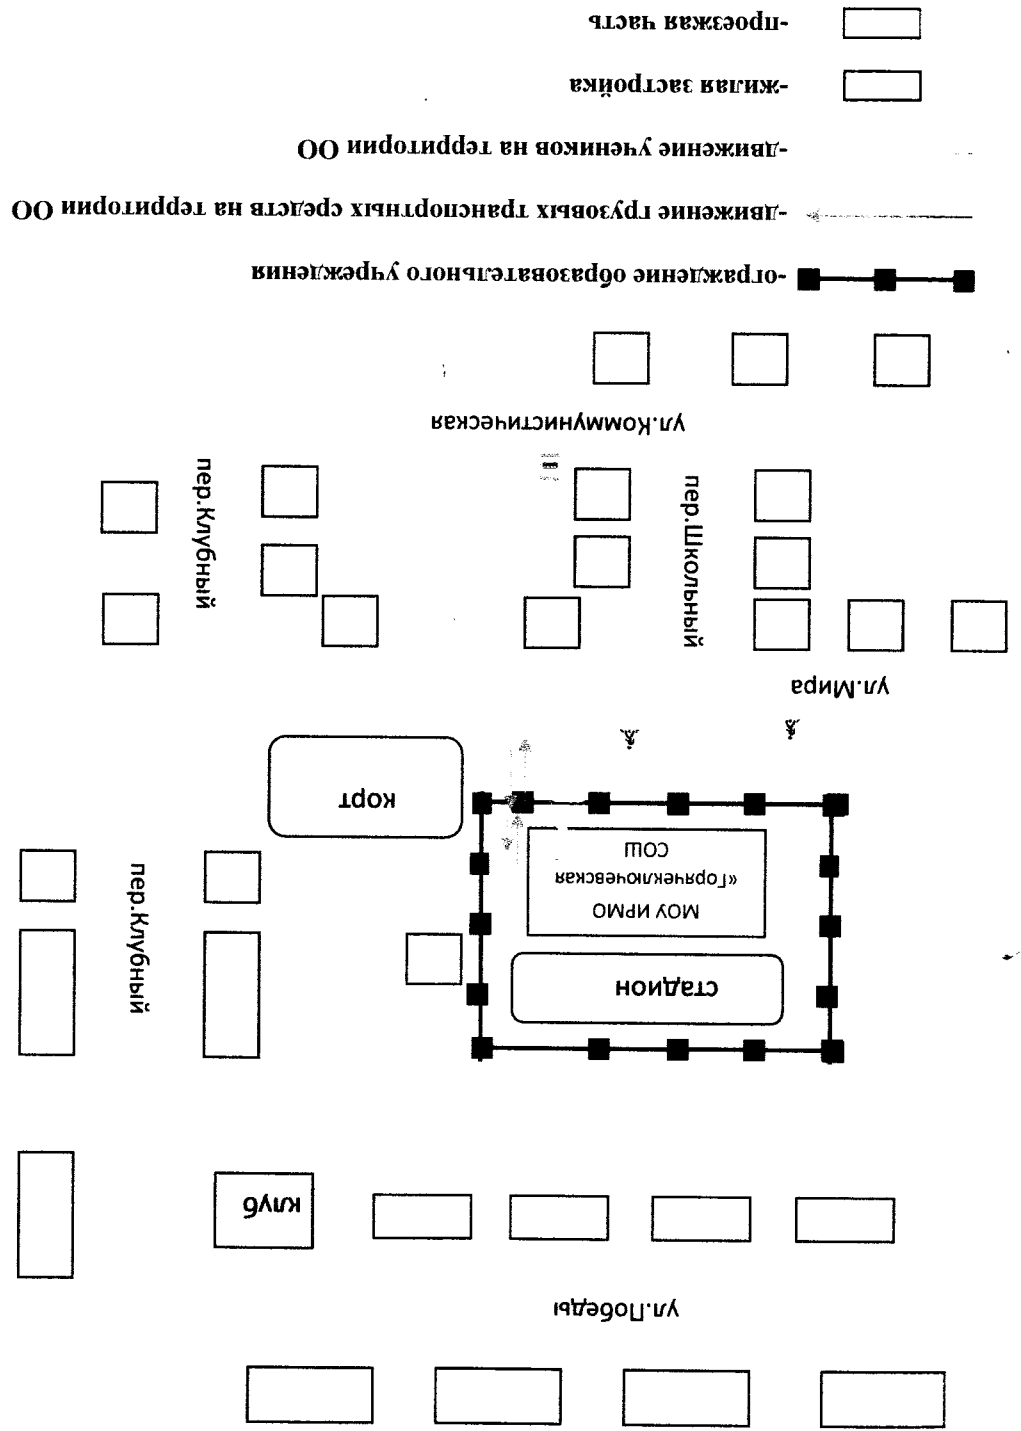 ул.Победы
клуб
стадион
МОУ ИРМО
«Горячеключевская
СОШ
пер.Клубный
корт
ул.Мира
пер.Школьный
пер.Клубный
ул.Коммунистическая
-ограждение образовательного учреждения
-движение грузовых транспортных средств на территории ОО
-движение учеников на территории ОО
-жилая застройка
-проезжая часть